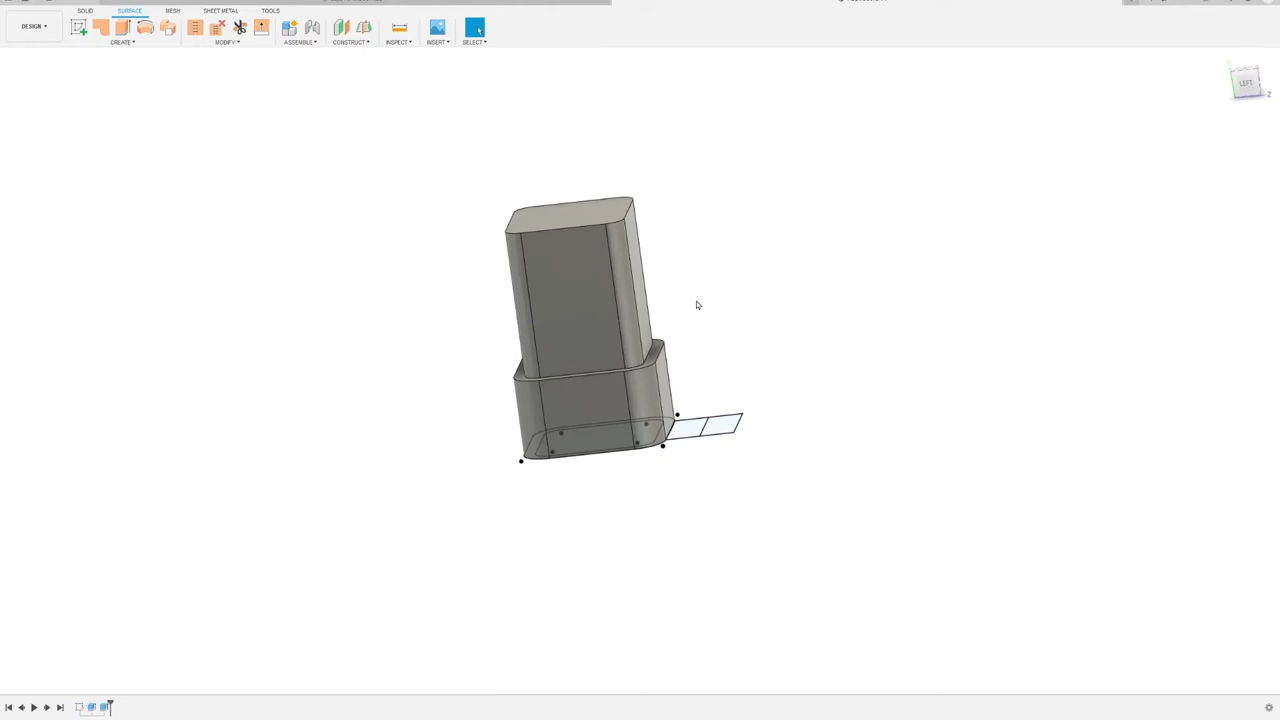 SOLID SURFACE MESH SHEET METAL TOOLS
DESIGN ▾
CREATE ▾ MODIFY ▾ ASSEMBLE ▾ CONSTRUCT ▾ INSPECT ▾ INSERT ▾ SELECT ▾
LEFT
Z